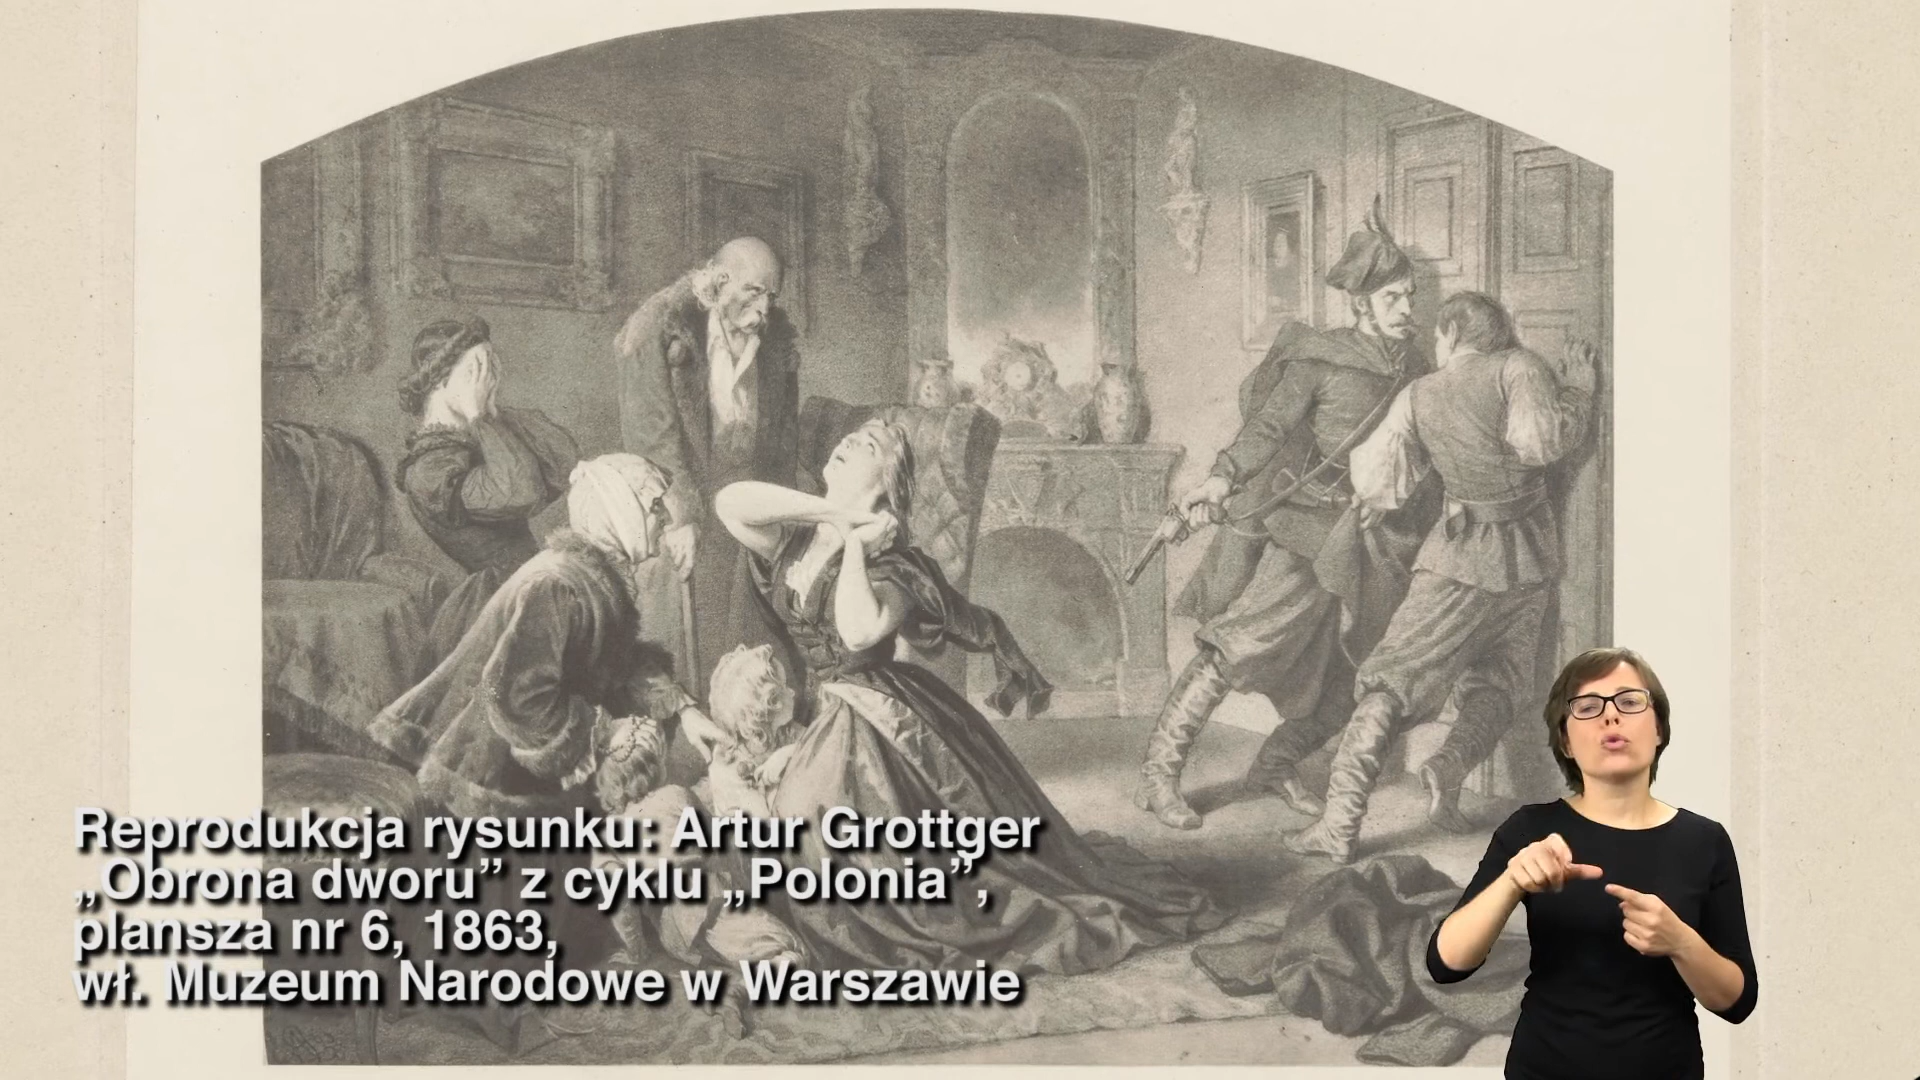 Reprodukcja rysunku: Artur Grottger
„Obrona dworu” z cyklu „Polonia”,
plansza nr 6, 1863,
wł. Muzeum Narodowe w Warszawie